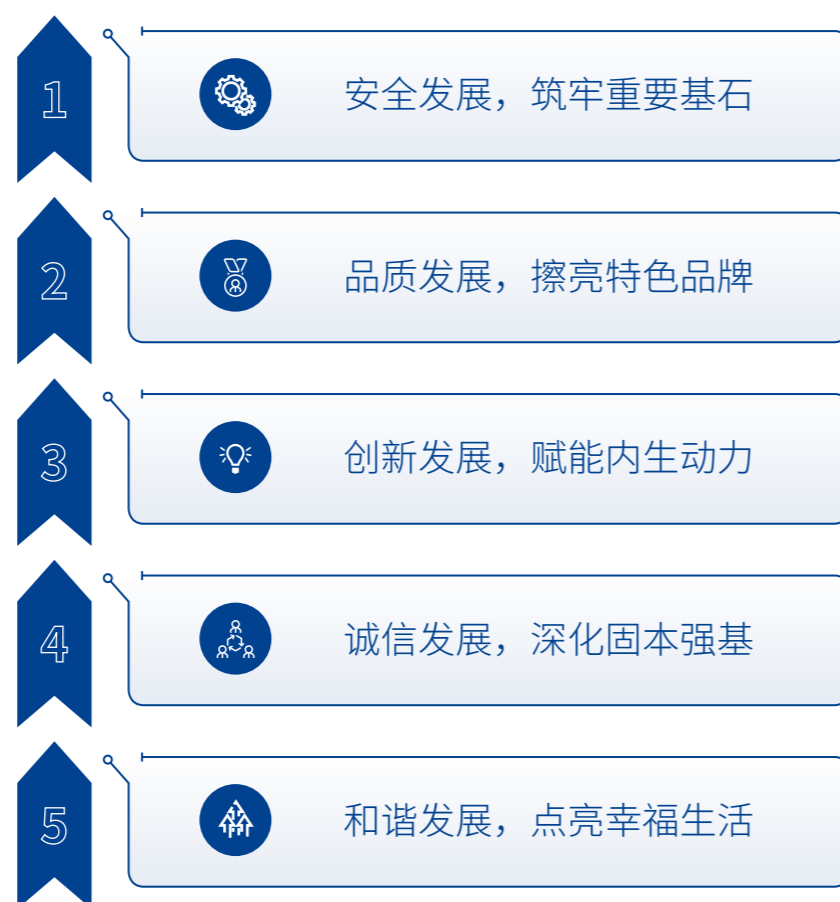 1
安全发展，筑牢重要基石
2
品质发展，擦亮特色品牌
3
创新发展，赋能内生动力
4
诚信发展，深化固本强基
5
和谐发展，点亮幸福生活